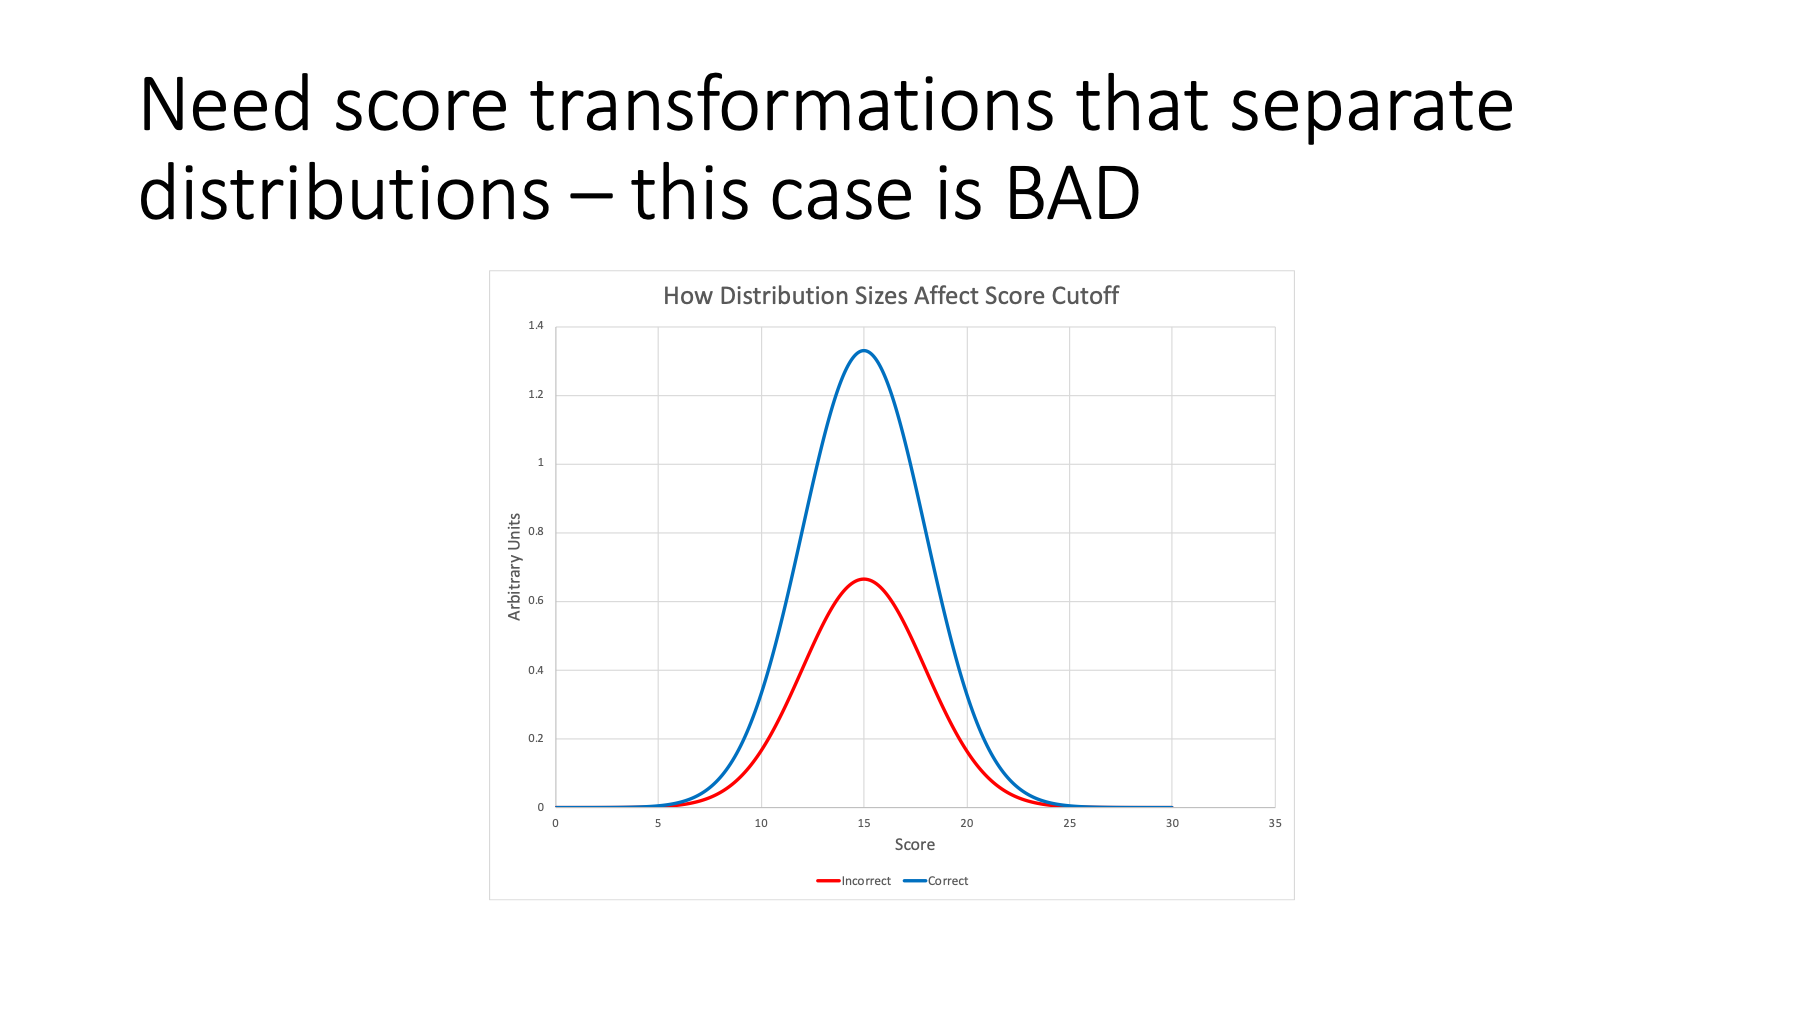 Need score transformations that separate
distributions – this case is BAD
How Distribution Sizes Affect Score Cutoff
1.4
1.2
1
0.8
0.6
0.4
0.2
0
Arbitrary Units
0 5 10 15 20 25 30 35
Score
Incorrect Correct